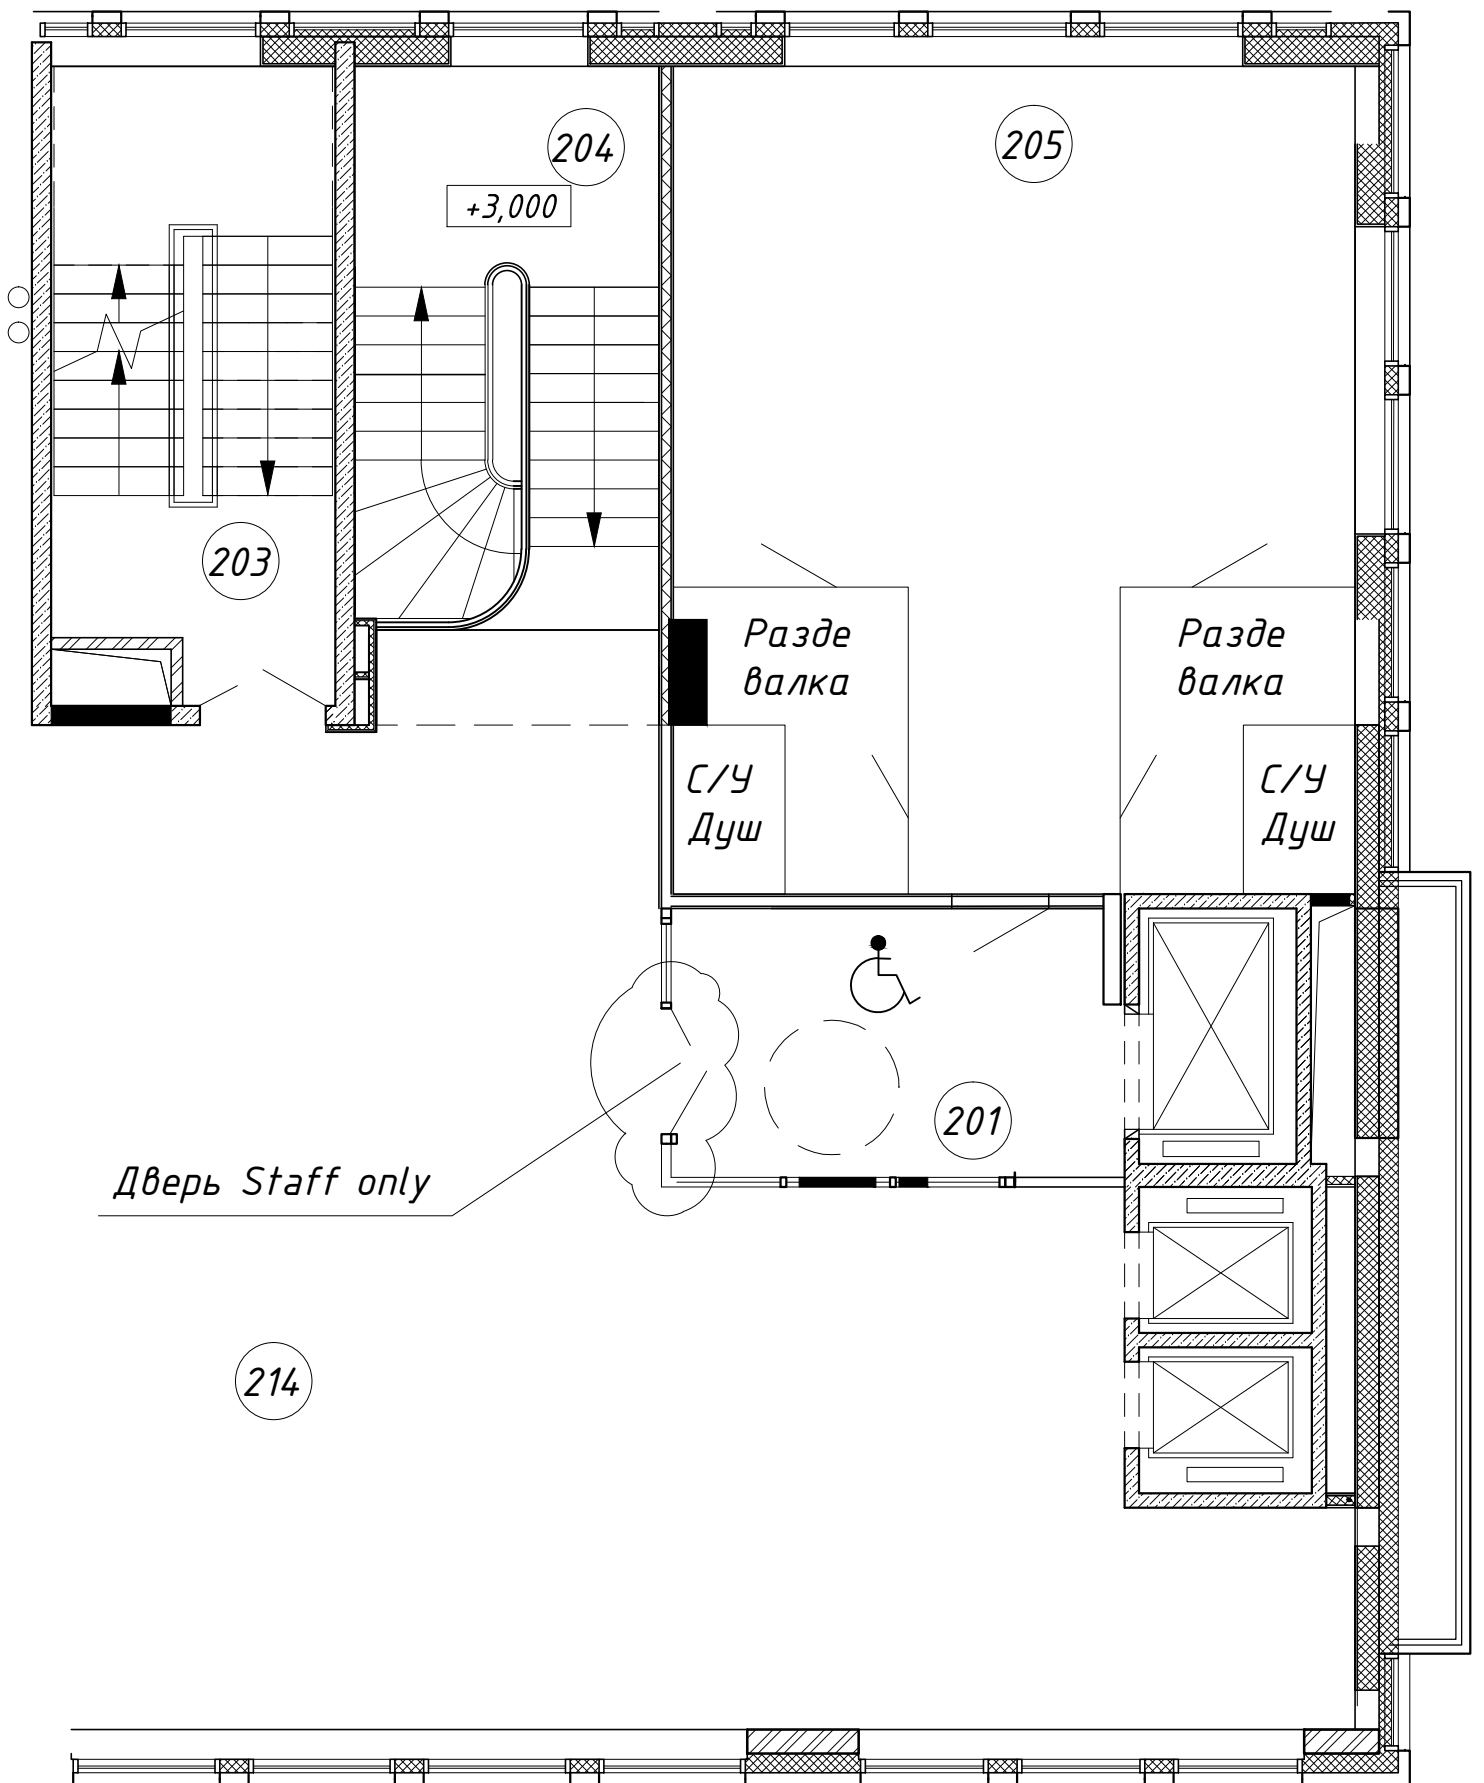 204
205
+3,000
203
Разде
валка
Разде
валка
С/У
Душ
С/У
Душ
201
Дверь Staff only
214